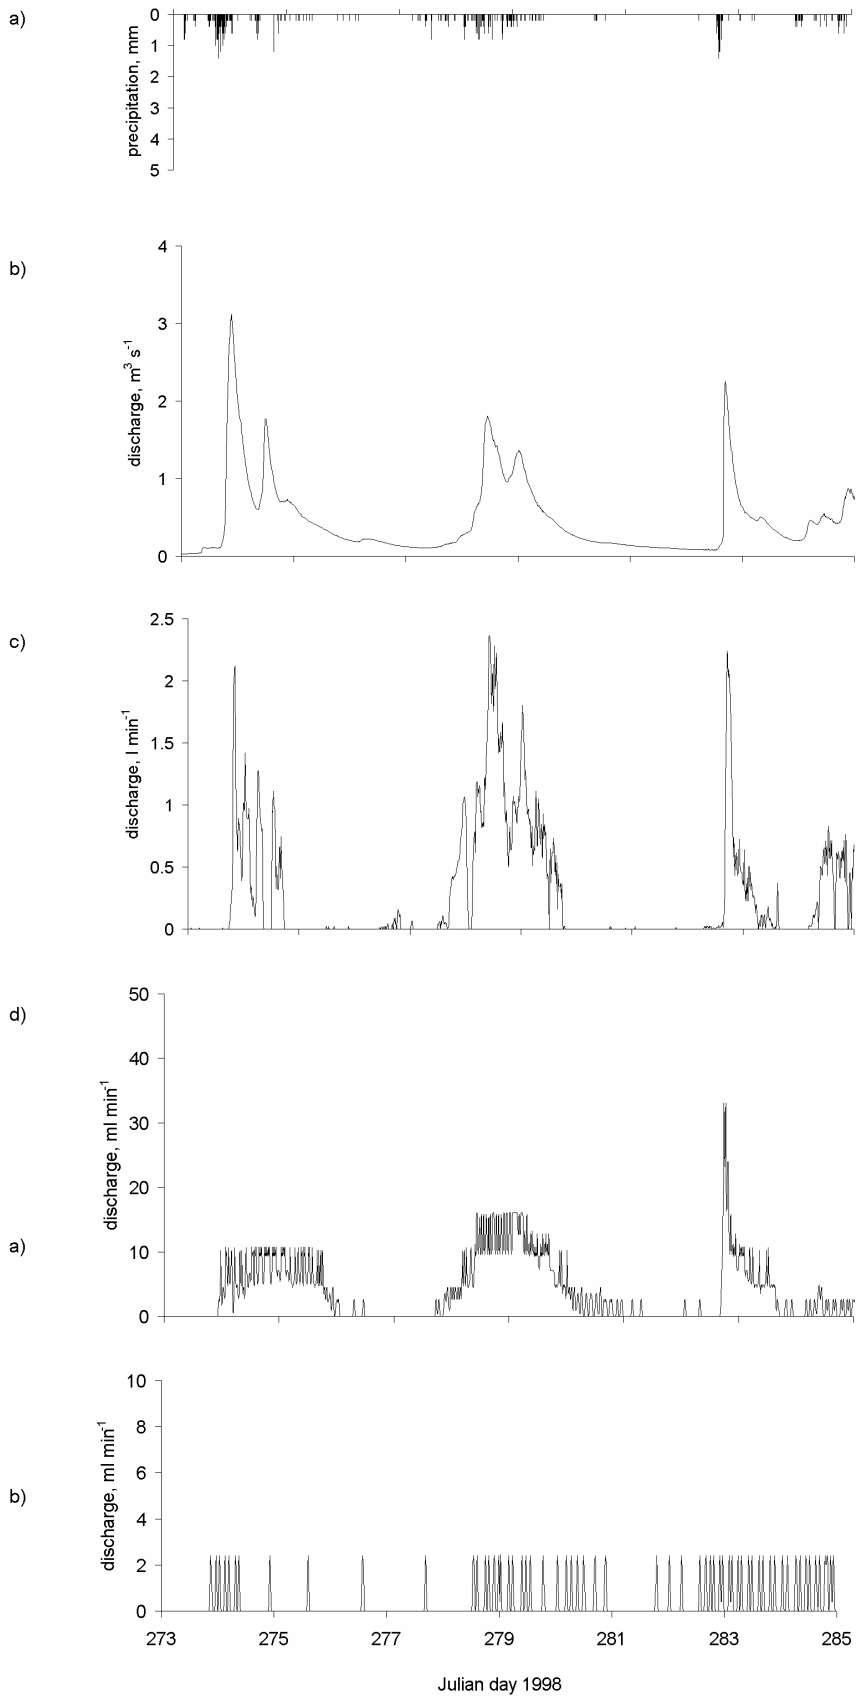 a)
0
1
2
3
4
5
precipitation, mm
b)
4
3
2
1
0
discharge, m³ s⁻¹
c)
2.5
2
1.5
1
0.5
0
discharge, l min⁻¹
d)
50
40
30
20
10
0
discharge, ml min⁻¹
a)
b)
10
8
6
4
2
0
discharge, ml min⁻¹
273 275 277 279 281 283 285
Julian day 1998